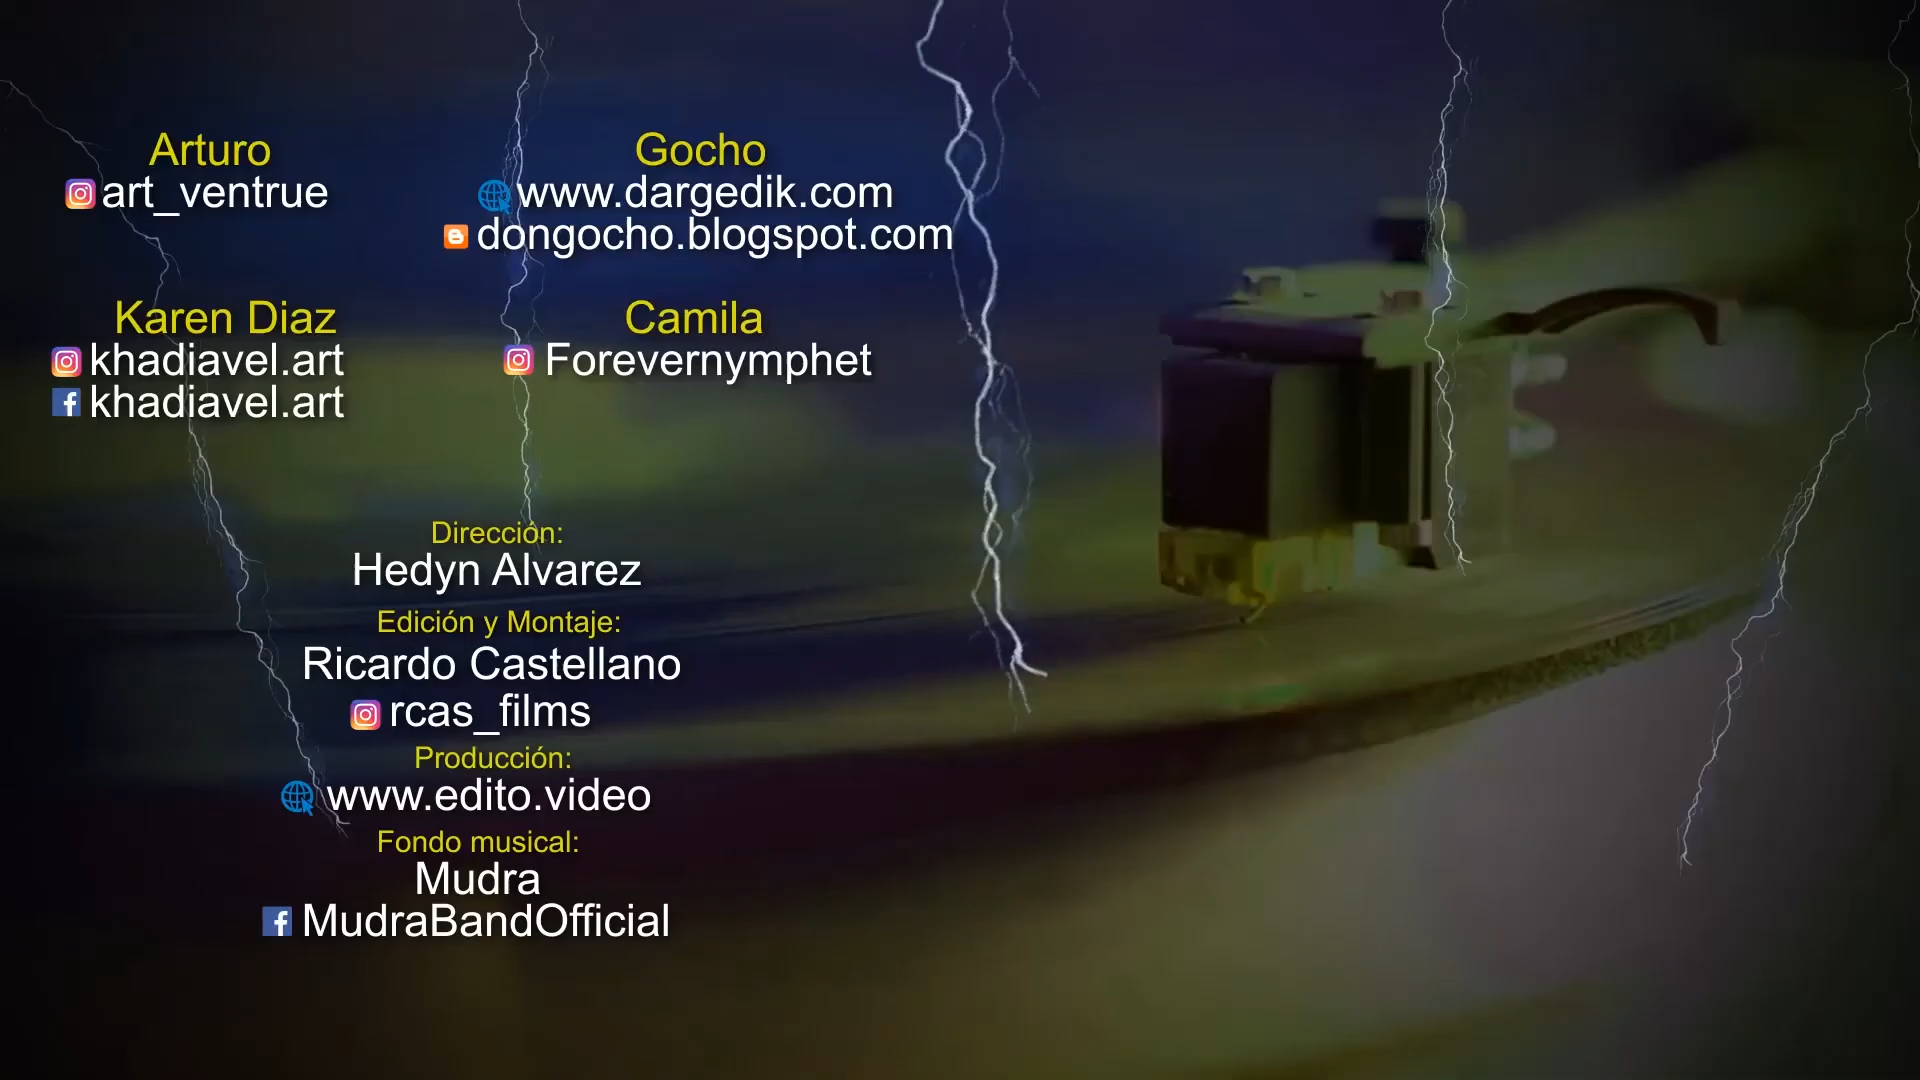 Arturo
art_ventrue
Gocho
www.dargedik.com
dongocho.blogspot.com
Karen Diaz
khadiavel.art
khadiavel.art
Camila
Forevernymphet
Dirección:
Hedyn Alvarez
Edición y Montaje:
Ricardo Castellano
rcas_films
Producción:
www.edito.video
Fondo musical:
Mudra
MudraBandOfficial